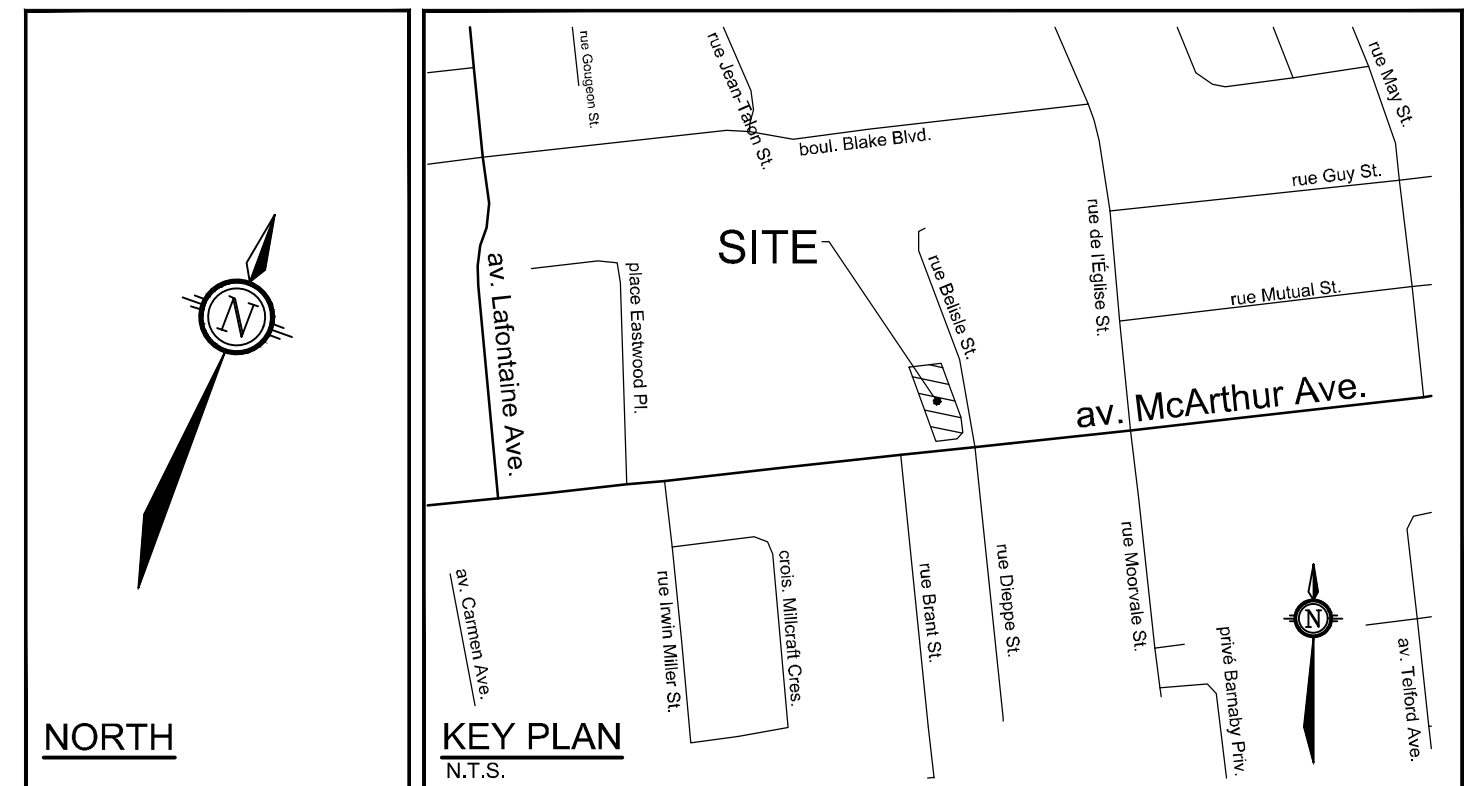 N
NORTH
rue Gougeon St.
rue Jean-Talon St.
boul. Blake Blvd.
rue May St.
rue Guy St.
SITE
av. Lafontaine Ave.
place Eastwood Pl.
rue Belisle St.
rue de l'Église St.
rue Mutual St.
av. McArthur Ave.
av. Carmen Ave.
rue Irwin Miller St.
crois. Millcraft Cres.
rue Brant St.
rue Dieppe St.
rue Moorvale St.
privé Barnaby Priv.
N
av. Telford Ave.
KEY PLAN
N.T.S.